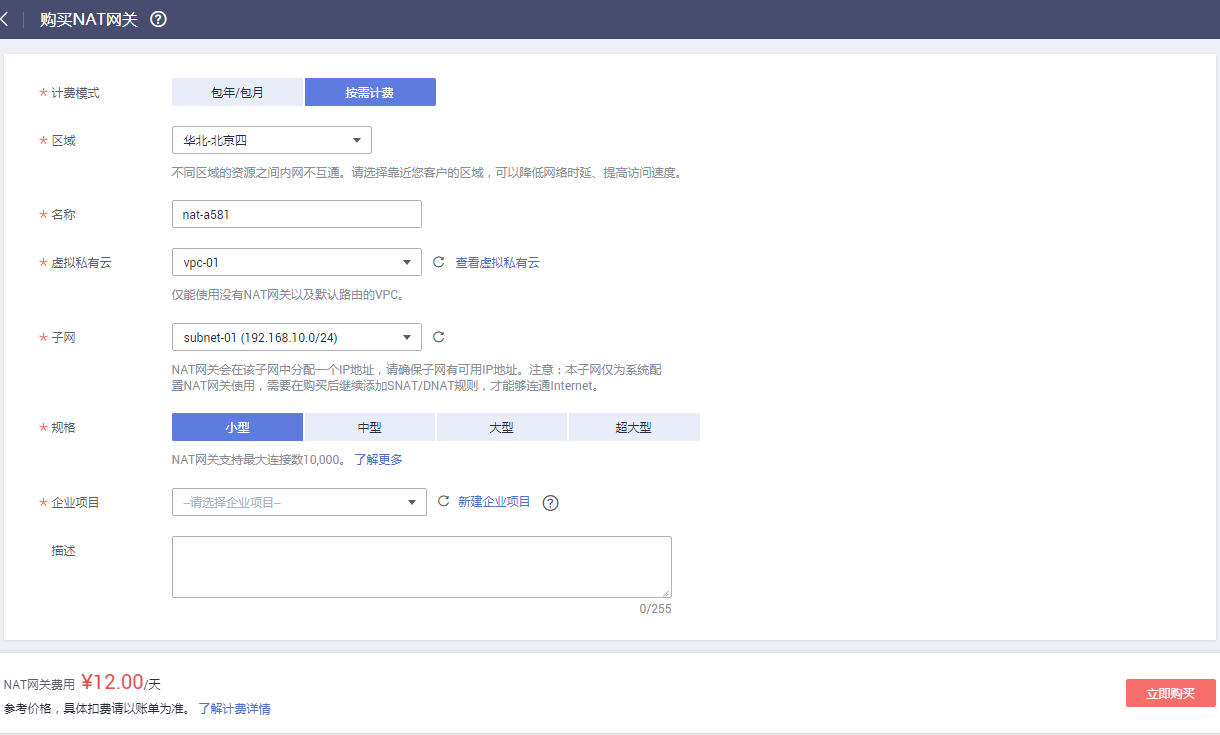 购买NAT网关 ?
* 计费模式 包年/包月 按需计费
* 区域 华北-北京四
不同区域的资源之间内网不互通。请选择靠近您客户的区域，可以降低网络时延、提高访问速度。
* 名称 nat-a581
* 虚拟私有云 vpc-01 查看虚拟私有云
仅能使用没有NAT网关以及默认路由的VPC。
* 子网 subnet-01 (192.168.10.0/24)
NAT网关会在该子网中分配一个IP地址，请确保子网有可用IP地址。注意：本子网仅为系统配
置NAT网关使用，需要在购买后继续添加SNAT/DNAT规则，才能够连通Internet。
* 规格 小型 中型 大型 超大型
NAT网关支持最大连接数10,000。 了解更多
* 企业项目 --请选择企业项目-- 新建企业项目 ?
描述
0/255
NAT网关费用 ¥12.00/天
参考价格，具体扣费请以账单为准。 了解计费详情
立即购买